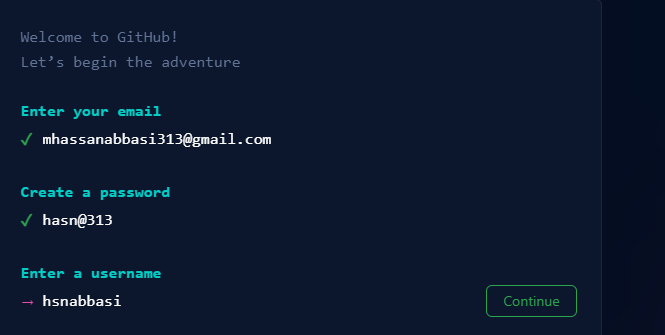 Welcome to GitHub!
Let’s begin the adventure
Enter your email
✓ mhassanabbasi313@gmail.com
Create a password
✓ hasn@313
Enter a username
→ hsnabbasi
Continue